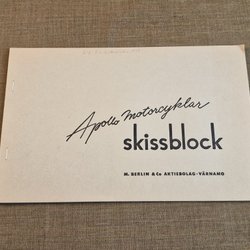 Apollo motorcyklar
skissblock
M. BERLIN & Co AKTIEBOLAG - VÄRNAMO